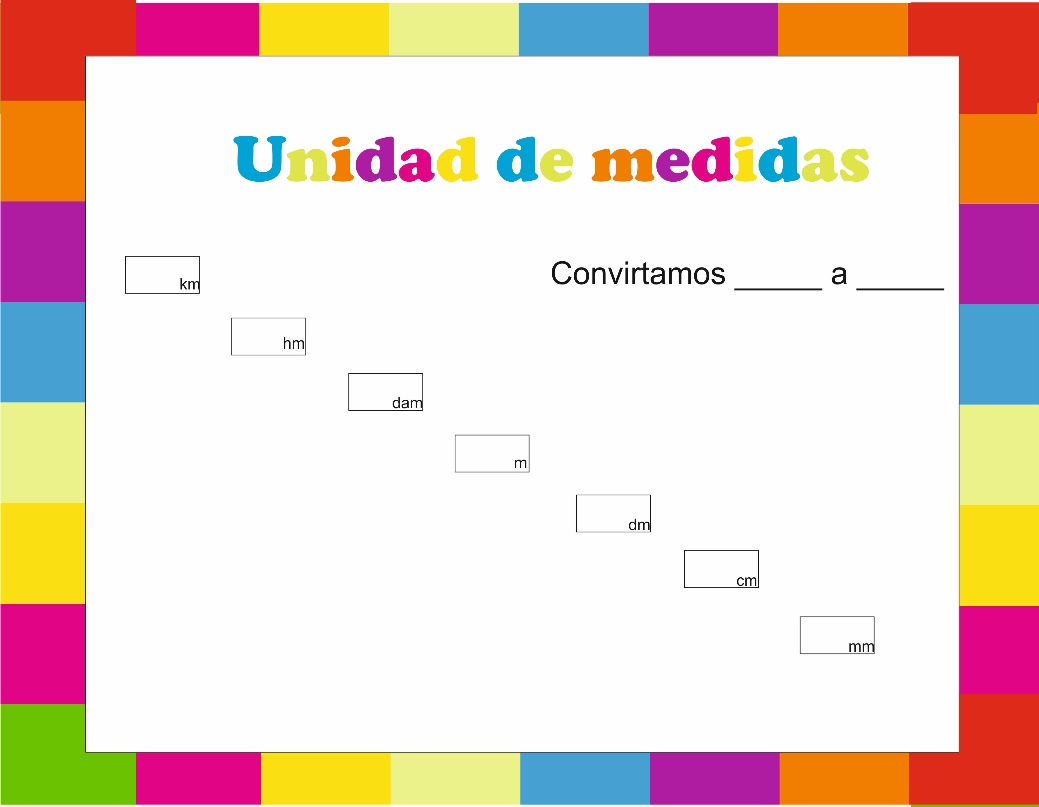 Unidad de medidas
Convirtamos _____ a _____
km
hm
dam
m
dm
cm
mm